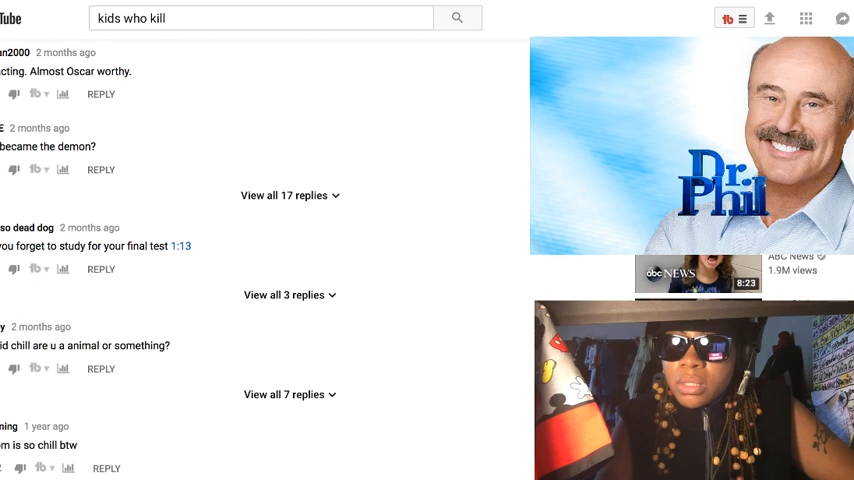 Tube
kids who kill
an2000 2 months ago
cting. Almost Oscar worthy.
REPLY
E 2 months ago
became the demon?
REPLY
View all 17 replies
so dead dog 2 months ago
you forget to study for your final test 1:13
REPLY
View all 3 replies
y 2 months ago
id chill are u a animal or something?
REPLY
View all 7 replies
ning 1 year ago
om is so chill btw
REPLY
Dr.
Phil
ABC News
1.9M views
abc NEWS
8:23